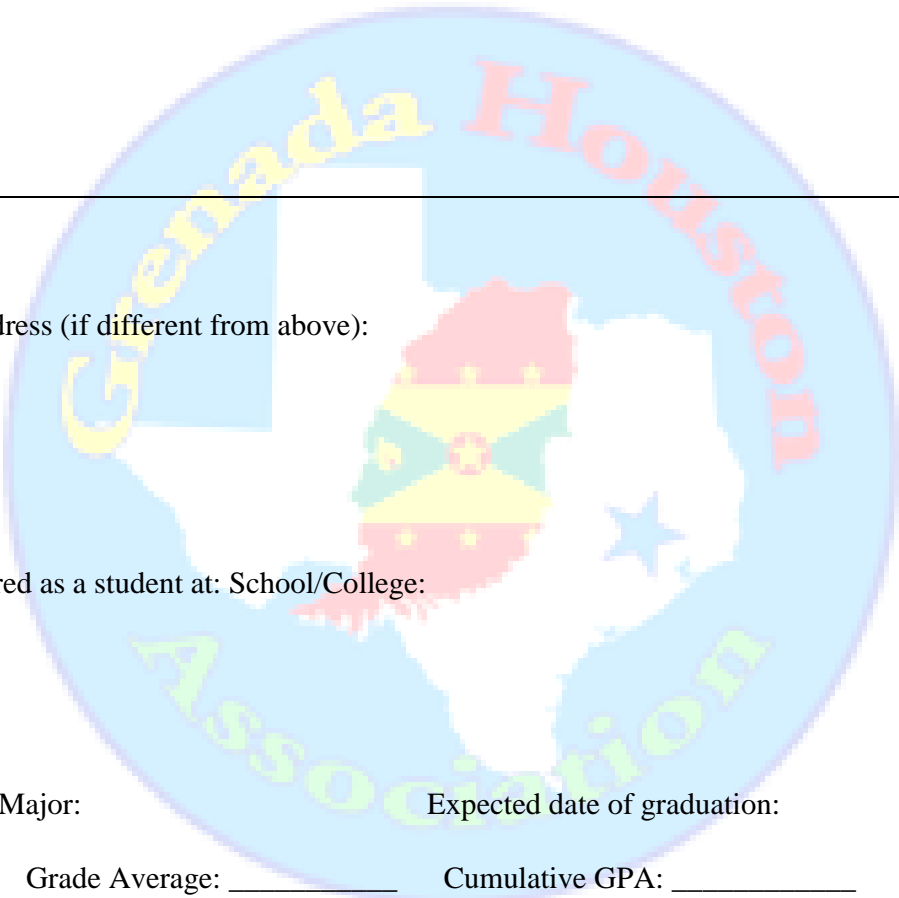 Grenada Houston
dress (if different from above):
red as a student at: School/College:
Association
Major: Expected date of graduation:
Grade Average: ___________ Cumulative GPA: ____________